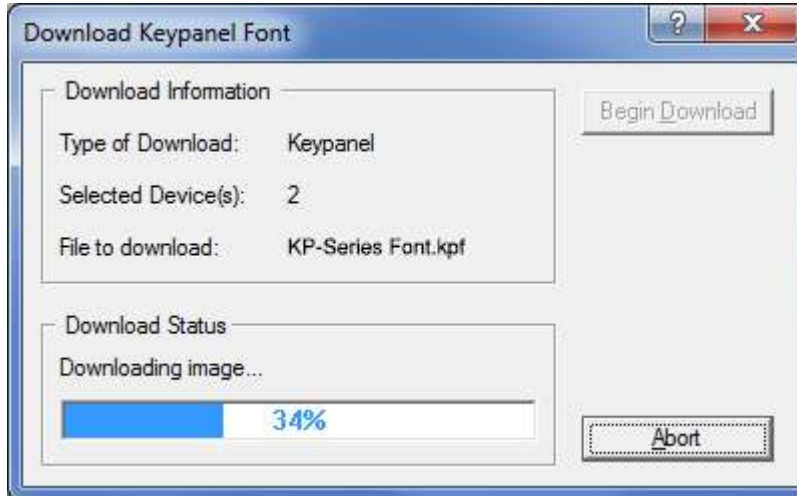 Download Keypanel Font
Download Information
Begin Download
Type of Download: Keypanel
Selected Device(s): 2
File to download: KP-Series Font.kpf
Download Status
Downloading image...
34%
Abort